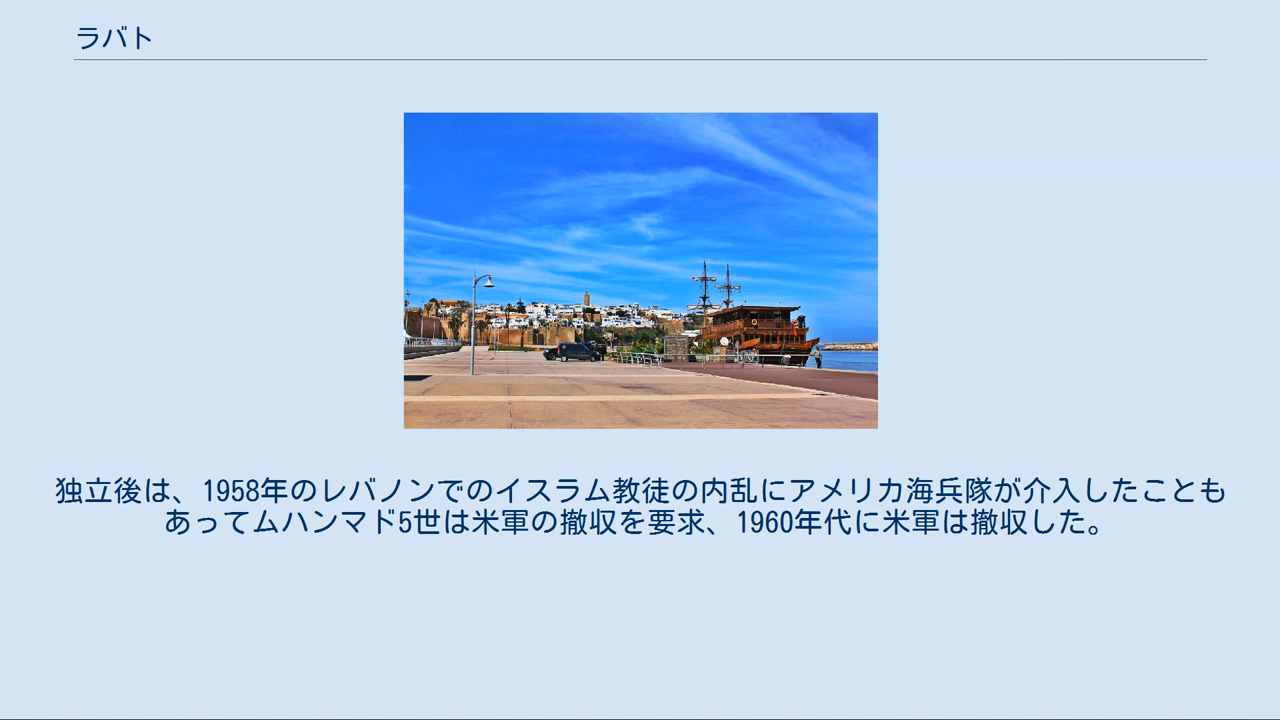 ラバト
独立後は、1958年のレバノンでのイスラム教徒の内乱にアメリカ海兵隊が介入したことも
あってムハンマド5世は米軍の撤収を要求、1960年代に米軍は撤収した。